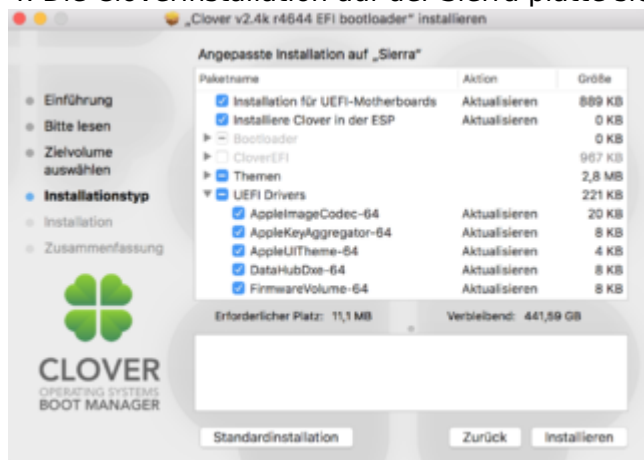 „Clover v2.4k r4644 EFI bootloader“ installieren
Angepasste Installation auf „Sierra“
Paketname Aktion Größe
Installation für UEFI-Motherboards Aktualisieren 889 KB
Installiere Clover in der ESP Aktualisieren 0 KB
Bootloader 0 KB
CloverEFI 967 KB
Themen 2,8 MB
UEFI Drivers 221 KB
AppleImageCodec-64 Aktualisieren 20 KB
AppleKeyAggregator-64 Aktualisieren 8 KB
AppleUITheme-64 Aktualisieren 4 KB
DataHubDxe-64 Aktualisieren 8 KB
FirmwareVolume-64 Aktualisieren 8 KB
Einführung
Bitte lesen
Zielvolume
auswählen
Installationstyp
Installation
Zusammenfassung
Erforderlicher Platz: 11,1 MB Verbleibend: 441,59 GB
CLOVER
OPERATING SYSTEMS
BOOT MANAGER
Standardinstallation Zurück Installieren